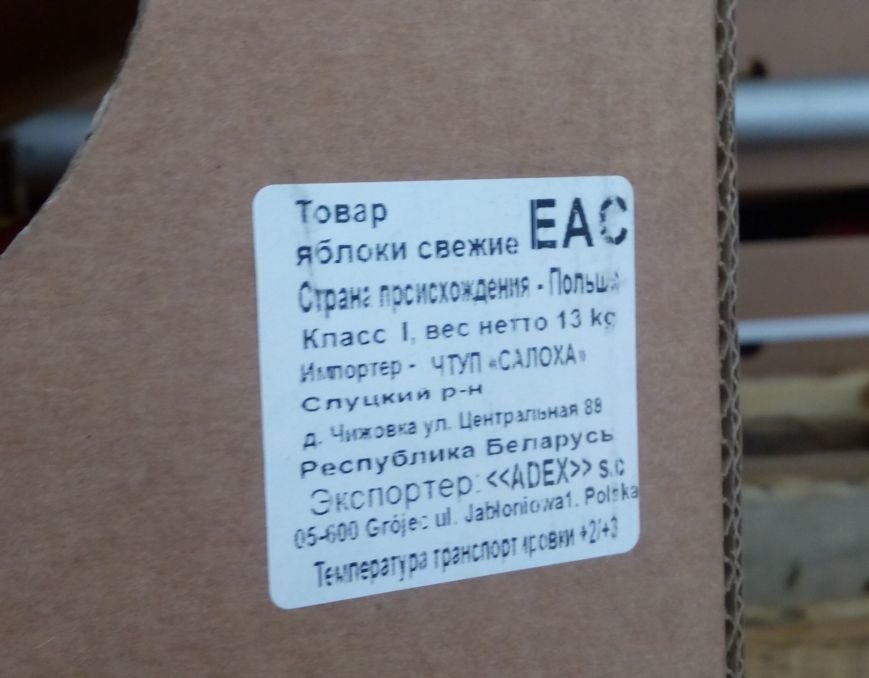 Товар
EAC
яблоки свежие
Страна происхождения - Польша
Класс I, вес нетто 13 kg
Импортер - ЧТУП «САЛОХА»
Слуцкий р-н
д. Чижовка ул. Центральная 88
Республика Беларусь
Экспортер: <<ADEX>> s.c
05-600 Grójec ul. Jabłoniowa1. Polska
Температура транспортировки +2/+3